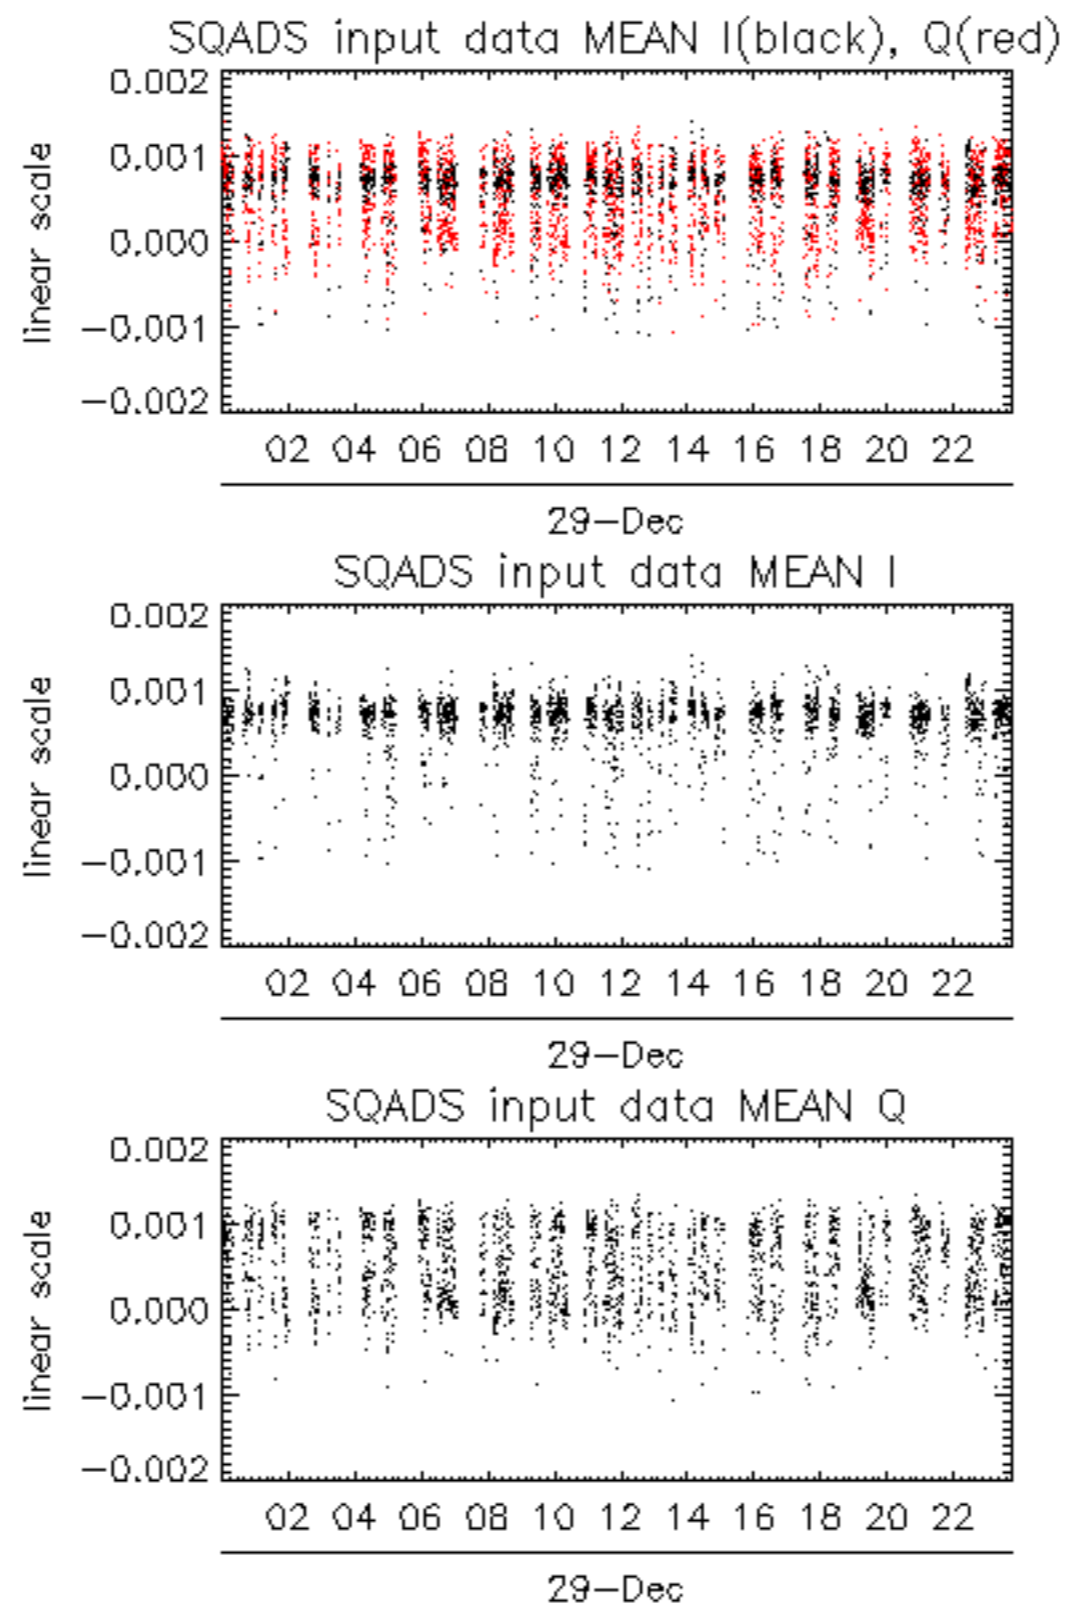 SQADS input data MEAN I(black), Q(red)
0.002
0.001
0.000
−0.001
−0.002
linear scale
02 04 06 08 10 12 14 16 18 20 22
29−Dec
SQADS input data MEAN I
0.002
0.001
0.000
−0.001
−0.002
linear scale
02 04 06 08 10 12 14 16 18 20 22
29−Dec
SQADS input data MEAN Q
0.002
0.001
0.000
−0.001
−0.002
linear scale
02 04 06 08 10 12 14 16 18 20 22
29−Dec